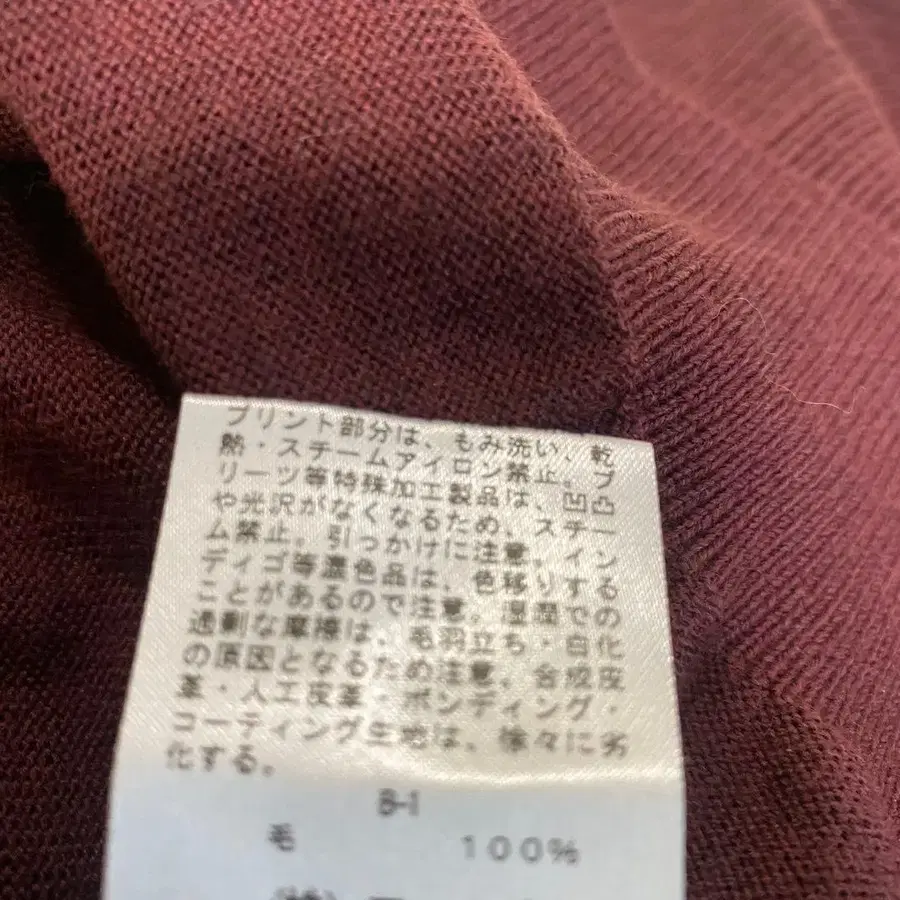 プリント部分は、もみ洗い、乾
熱・スチームアイロン禁止。プ
リーツ等特殊加工製品は、凹凸
や光沢がなくなるため、スチー
ム禁止。引っかけに注意。イン
ディゴ等濃色品は、色移りする
ことがあるので注意。湿潤での
過剰な摩擦は、毛羽立ち・白化
の原因となるため注意。合成皮
革・人工皮革・ボンディング・
コーティング生地は、徐々に劣
化する。
B-1
毛 100%